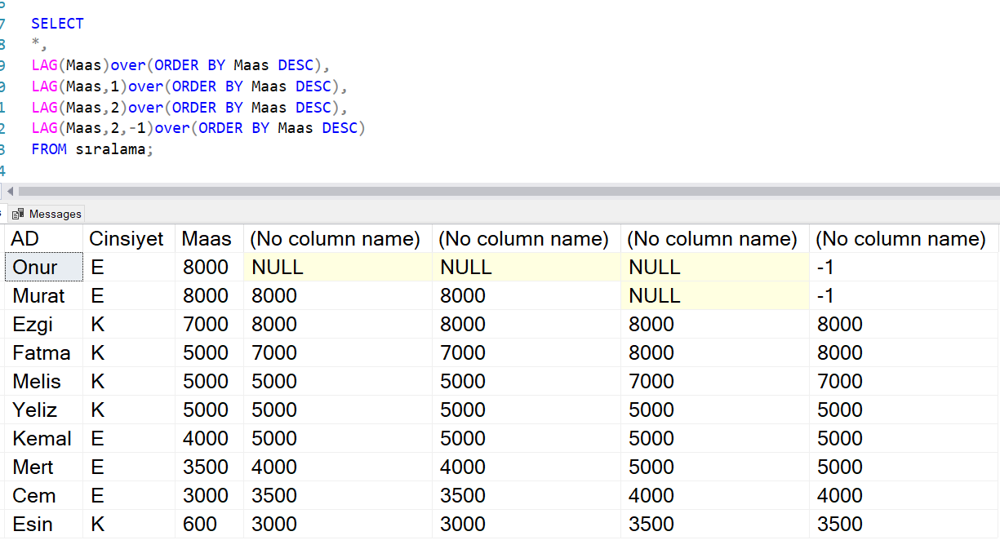 SELECT
*,
LAG(Maas)over(ORDER BY Maas DESC),
LAG(Maas,1)over(ORDER BY Maas DESC),
LAG(Maas,2)over(ORDER BY Maas DESC),
LAG(Maas,2,-1)over(ORDER BY Maas DESC)
FROM sıralama;
Messages
AD Cinsiyet Maas (No column name) (No column name) (No column name) (No column name)
Onur E 8000 NULL NULL NULL -1
Murat E 8000 8000 8000 NULL -1
Ezgi K 7000 8000 8000 8000 8000
Fatma K 5000 7000 7000 8000 8000
Melis K 5000 5000 5000 7000 7000
Yeliz K 5000 5000 5000 5000 5000
Kemal E 4000 5000 5000 5000 5000
Mert E 3500 4000 4000 5000 5000
Cem E 3000 3500 3500 4000 4000
Esin K 600 3000 3000 3500 3500